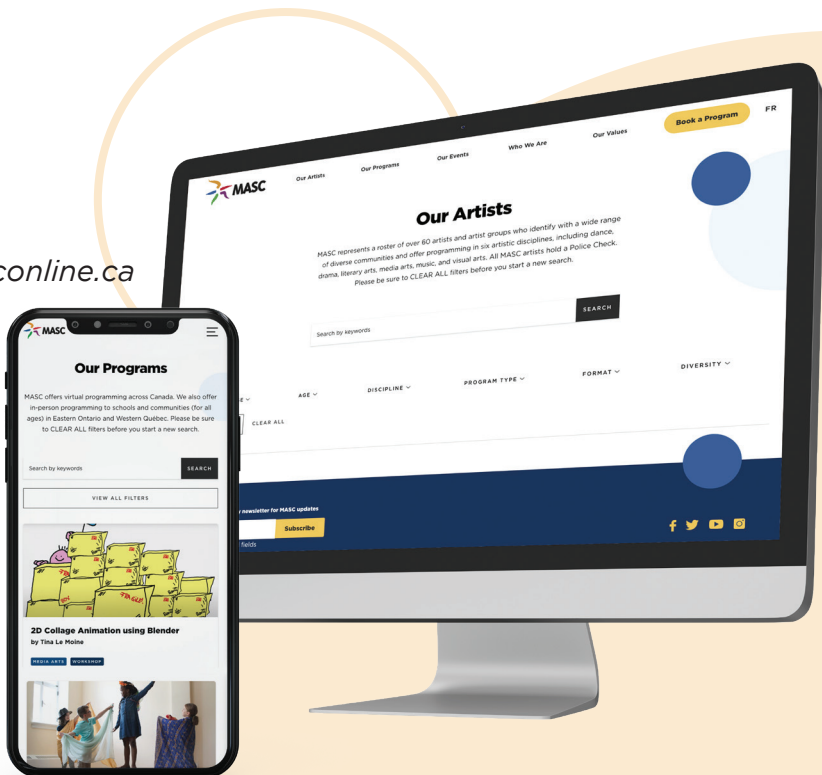 conline.ca
MASC
Our Artists
Our Programs
Our Events
Who We Are
Our Values
Book a Program
FR
Our Artists
MASC represents a roster of over 60 artists and artist groups who identify with a wide range
of diverse communities and offer programming in six artistic disciplines, including dance,
drama, literary arts, media arts, music, and visual arts. All MASC artists hold a Police Check.
Please be sure to CLEAR ALL filters before you start a new search.
Search by keywords
SEARCH
AGE
DISCIPLINE
PROGRAM TYPE
FORMAT
DIVERSITY
CLEAR ALL
newsletter for MASC updates
Subscribe
fields
MASC
Our Programs
MASC offers virtual programming across Canada. We also offer
in-person programming to schools and communities (for all
ages) in Eastern Ontario and Western Québec. Please be sure
to CLEAR ALL filters before you start a new search.
Search by keywords
SEARCH
VIEW ALL FILTERS
FRAGILE
2D Collage Animation using Blender
by Tina Le Moine
MEDIA ARTS
WORKSHOP